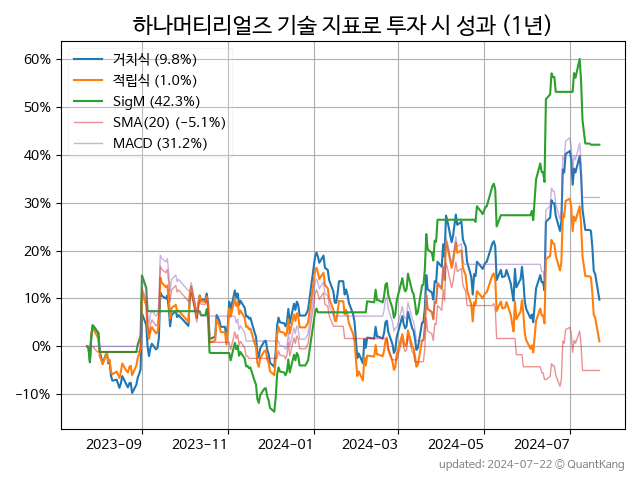 하나머티리얼즈 기술 지표로 투자 시 성과 (1년)
거치식 (9.8%)
적립식 (1.0%)
SigM (42.3%)
SMA(20) (−5.1%)
MACD (31.2%)
60%
50%
40%
30%
20%
10%
0%
−10%
2023-09 2023-11 2024-01 2024-03 2024-05 2024-07
updated: 2024-07-22 © QuantKang